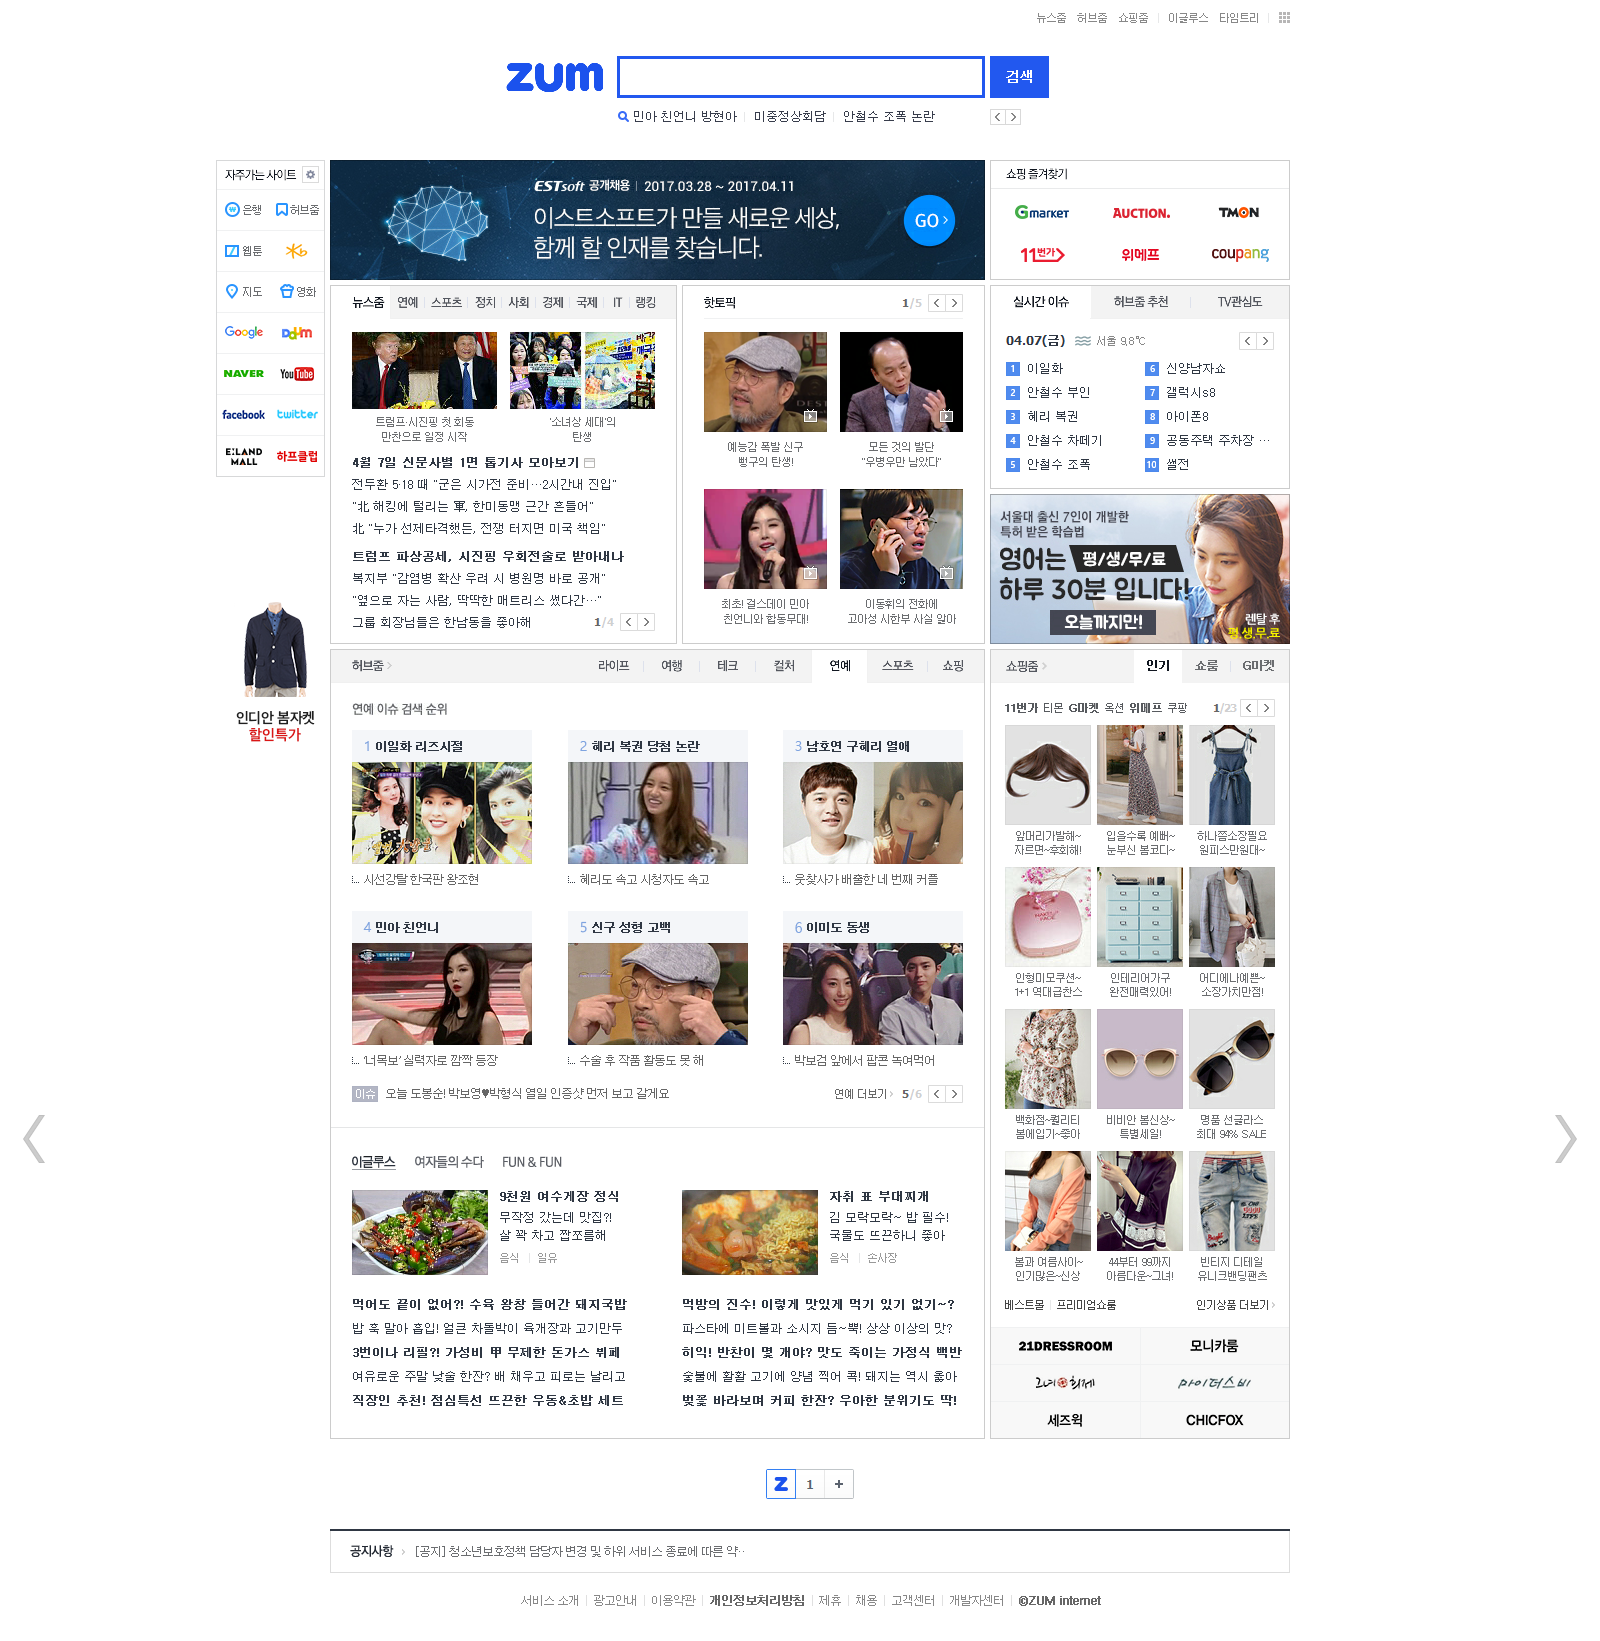 뉴스줌 허브줌 쇼핑줌 이글루스 타임트리
zum
검색
민아 친언니 방현아 미중정상회담 안철수 조폭 논란
자주가는 사이트
은행 허브줌
웹툰
지도 영화
Google Daum
NAVER YouTube
facebook twitter
E:LAND MALL 하프클럽
인디안 봄자켓
할인특가
ESTsoft 공개채용 2017.03.28 ~ 2017.04.11
이스트소프트가 만들 새로운 세상,
함께 할 인재를 찾습니다.
GO
쇼핑 즐겨찾기
Gmarket AUCTION. TMON
11번가 위메프 coupang
뉴스줌 연예 스포츠 정치 사회 경제 국제 IT 랭킹
트럼프·시진핑 첫 회동
만찬으로 일정 시작
'소녀상 세대'의
탄생
4월 7일 신문사별 1면 톱기사 모아보기
전두환 5·18 때 "군은 시가전 준비…2시간내 진입"
"北 해킹에 털리는 軍, 한미동맹 근간 흔들어"
北 "누가 선제타격했든, 전쟁 터지면 미국 책임"
트럼프 파상공세, 시진핑 우회전술로 받아내나
복지부 "감염병 확산 우려 시 병원명 바로 공개"
"옆으로 자는 사람, 딱딱한 매트리스 썼다간…"
그룹 회장님들은 한남동을 좋아해
1/4
핫토픽
1/5
예능감 폭발 신구
뻥구의 탄생!
모든 것의 발단
"우병우만 남았다"
최초! 걸스데이 민아
친언니와 합동무대!
이동휘의 전화에
고아성 시한부 사실 알아
실시간 이슈 허브줌 추천 TV관심도
04.07(금) 서울 9.8℃
1 이일화
2 안철수 부인
3 혜리 복권
4 안철수 차떼기
5 안철수 조폭
6 신양남자쇼
7 갤럭시s8
8 아이폰8
9 공동주택 주차장 …
10 썰전
서울대 출신 7인이 개발한
특허 받은 학습법
영어는 평/생/무/료
하루 30분 입니다!
오늘까지만!
렌탈 후
평.생.무.료
허브줌 라이프 여행 테크 컬처 연예 스포츠 쇼핑
연예 이슈 검색 순위
1 이일화 리즈시절
시선강탈 한국판 왕조현
2 혜리 복권 당첨 논란
혜리도 속고 시청자도 속고
3 남호연 구혜리 열애
웃찾사가 배출한 네 번째 커플
4 민아 친언니
'너목보' 실력자로 깜짝 등장
5 신구 성형 고백
수술 후 작품 활동도 못 해
6 이미도 동생
박보검 앞에서 팝콘 녹여먹어
이슈 오늘 도봉순! 박보영♥박형식 열일 인증샷 먼저 보고 갈게요
연예 더보기 5/6
이글루스 여자들의 수다 FUN & FUN
9천원 여수게장 정식
무작정 갔는데 맛집?!
살 꽉 차고 짭쪼름해
음식 일유
자취 표 부대찌개
김 모락모락~ 밥 필수!
국물도 뜨끈하니 좋아
음식 손사장
먹어도 끝이 없어?! 수육 왕창 들어간 돼지국밥
밥 훅 말아 흡입! 얼큰 차돌박이 육개장과 고기만두
3번이나 리필?! 가성비 甲 무제한 돈가스 뷔페
여유로운 주말 낮술 한잔? 배 채우고 피로는 날리고
직장인 추천! 점심특선 뜨끈한 우동&초밥 세트
먹방의 진수! 이렇게 맛있게 먹기 있기 없기~?
파스타에 미트볼과 소시지 듬~뿍! 상상 이상의 맛?
히익! 반찬이 몇 개야? 맛도 죽이는 가정식 백반
숯불에 활활 고기에 양념 찍어 콕! 돼지는 역시 옳아
벚꽃 바라보며 커피 한잔? 우아한 분위기도 딱!
쇼핑줌 인기 쇼룸 G마켓
11번가 티몬 G마켓 옥션 위메프 쿠팡 1/23
앞머리가발해~
자르면~후회해!
입을수록 예뻐~
눈부신 봄코디~
하나쯤소장필요
원피스만원대~
인형미모쿠션~
1+1 역대급찬스
인테리어가구
완전매력있어!
어디에나예쁜~
소장가치만점!
백화점~퀄리티
봄에입기~좋아
비비안 봄신상~
특별세일!
명품 선글라스
최대 94% SALE
봄과 여름사이~
인기많은~신상
44부터 99까지
아름다운~그녀!
빈티지 디테일
유니크밴딩팬츠
베스트몰 프리미엄쇼룸 인기상품 더보기
21DRESSROOM 모니카룸
그녀희제 마이더스비
세즈윅 CHICFOX
Z 1 +
공지사항 [공지] 청소년보호정책 담당자 변경 및 하위 서비스 종료에 따른 약··
서비스 소개 광고안내 이용약관 개인정보처리방침 제휴 채용 고객센터 개발자센터 ©ZUM internet